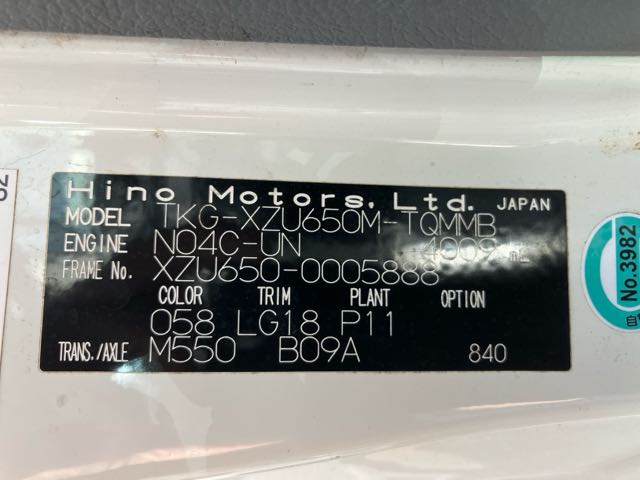 Hino Motors, Ltd. JAPAN
MODEL TKG-XZU650M-TQMMB
ENGINE N04C-UN 4009 mL
FRAME No. XZU650-0005888
COLOR TRIM PLANT OPTION
058 LG18 P11
TRANS./AXLE M550 B09A 840
No.3982